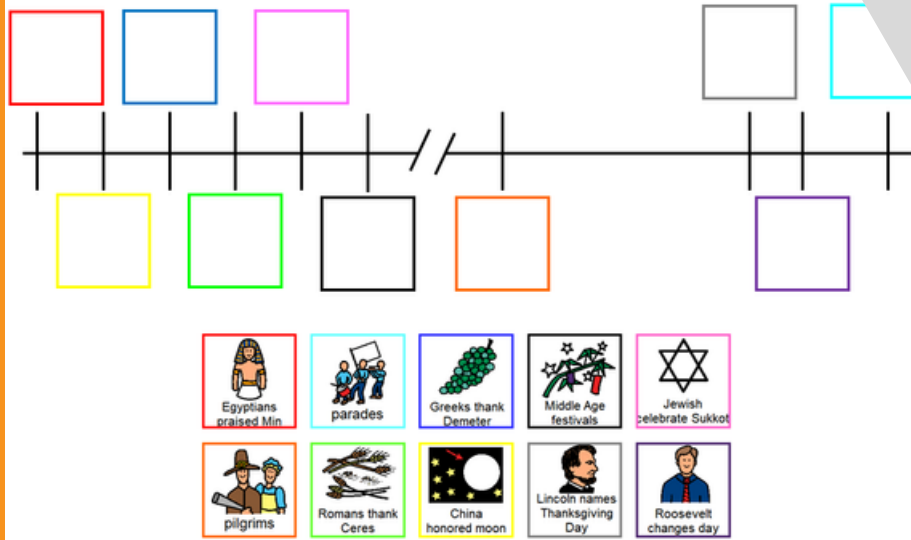 Egyptians
praised Min
parades
Greeks thank
Demeter
Middle Age
festivals
Jewish
celebrate Sukkot
pilgrims
Romans thank
Ceres
China
honored moon
Lincoln names
Thanksgiving
Day
Roosevelt
changes day